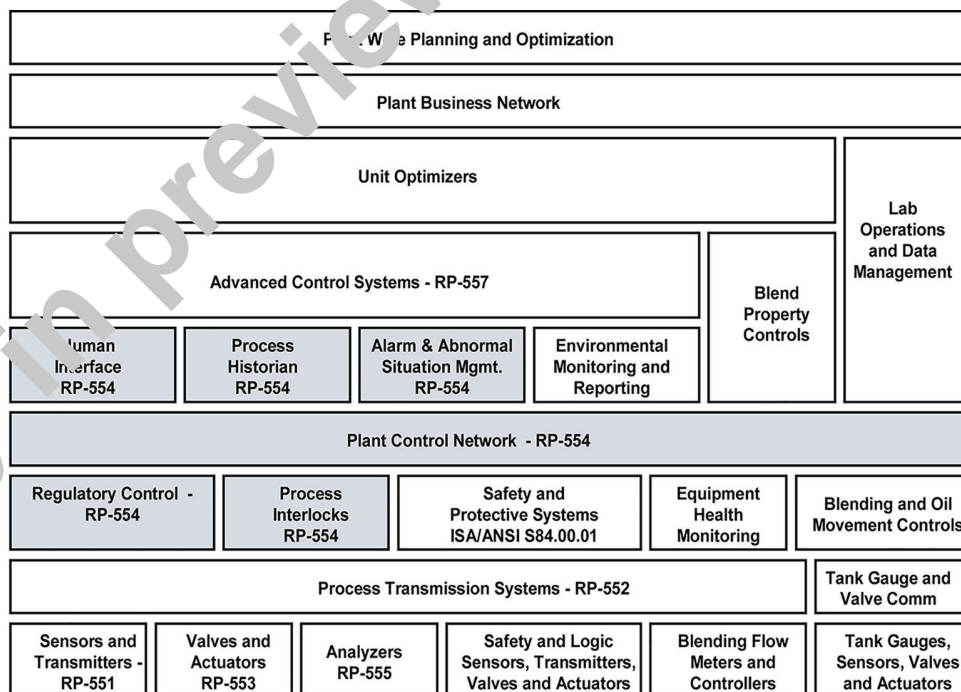 Wide Planning and Optimization
Plant Business Network
Unit Optimizers
Lab
Operations
and Data
Management
Advanced Control Systems - RP-557
Blend
Property
Controls
Human
Interface
RP-554
Process
Historian
RP-554
Alarm & Abnormal
Situation Mgmt.
RP-554
Environmental
Monitoring and
Reporting
Plant Control Network - RP-554
Regulatory Control -
RP-554
Process
Interlocks
RP-554
Safety and
Protective Systems
ISA/ANSI S84.00.01
Equipment
Health
Monitoring
Blending and Oil
Movement Controls
Process Transmission Systems - RP-552
Tank Gauge and
Valve Comm
Sensors and
Transmitters -
RP-551
Valves and
Actuators
RP-553
Analyzers
RP-555
Safety and Logic
Sensors, Transmitters,
Valves and Actuators
Blending Flow
Meters and
Controllers
Tank Gauges,
Sensors, Valves
and Actuators
in preview